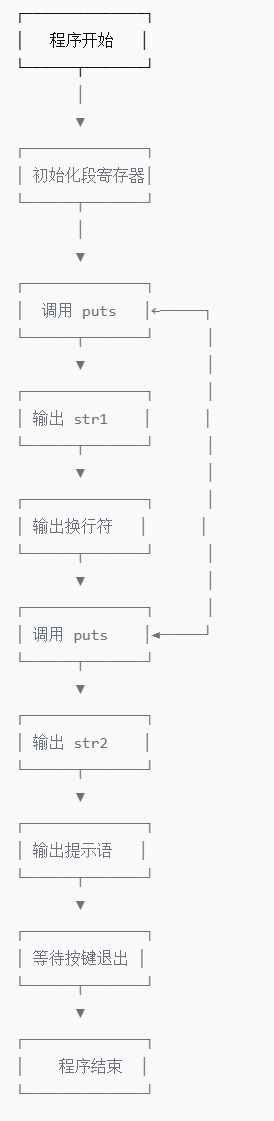 程序开始
初始化段寄存器
调用 puts
输出 str1
输出换行符
调用 puts
输出 str2
输出提示语
等待按键退出
程序结束